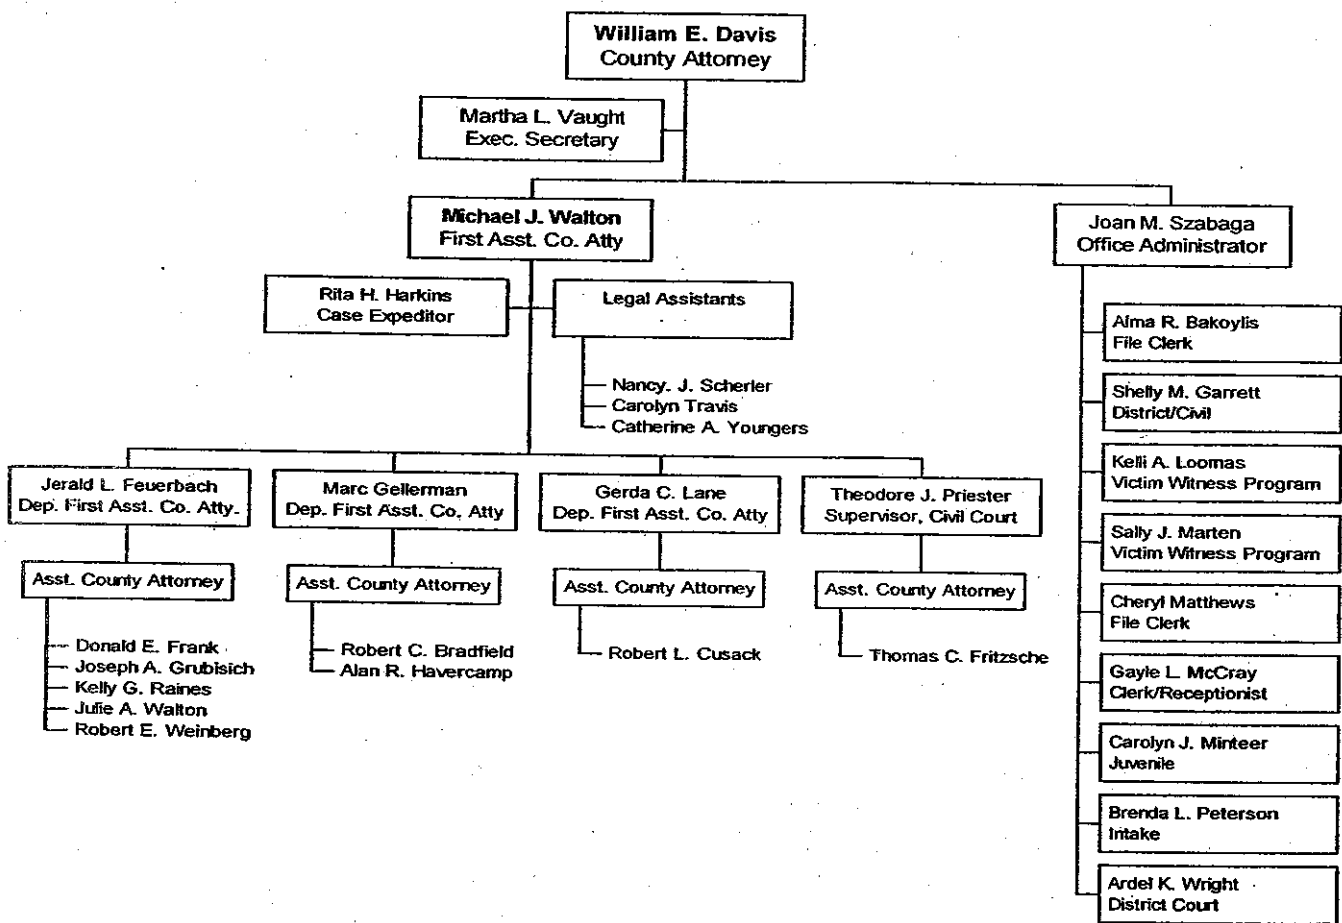 William E. Davis
County Attorney
Martha L. Vaught
Exec. Secretary
Michael J. Walton
First Asst. Co. Atty
Joan M. Szabaga
Office Administrator
Rita H. Harkins
Case Expeditor
Legal Assistants
Nancy. J. Scherler
Carolyn Travis
Catherine A. Youngers
Jerald L. Feuerbach
Dep. First Asst. Co. Atty.
Asst. County Attorney
Donald E. Frank
Joseph A. Grubisich
Kelly G. Raines
Julie A. Walton
Robert E. Weinberg
Marc Gellerman
Dep. First Asst. Co. Atty
Asst. County Attorney
Robert C. Bradfield
Alan R. Havercamp
Gerda C. Lane
Dep. First Asst. Co. Atty
Asst. County Attorney
Robert L. Cusack
Theodore J. Priester
Supervisor, Civil Court
Asst. County Attorney
Thomas C. Fritzsche
Alma R. Bakoylis
File Clerk
Shelly M. Garrett
District/Civil
Kelli A. Loomas
Victim Witness Program
Sally J. Marten
Victim Witness Program
Cheryl Matthews
File Clerk
Gayle L. McCray
Clerk/Receptionist
Carolyn J. Minteer
Juvenile
Brenda L. Peterson
Intake
Ardel K. Wright
District Court